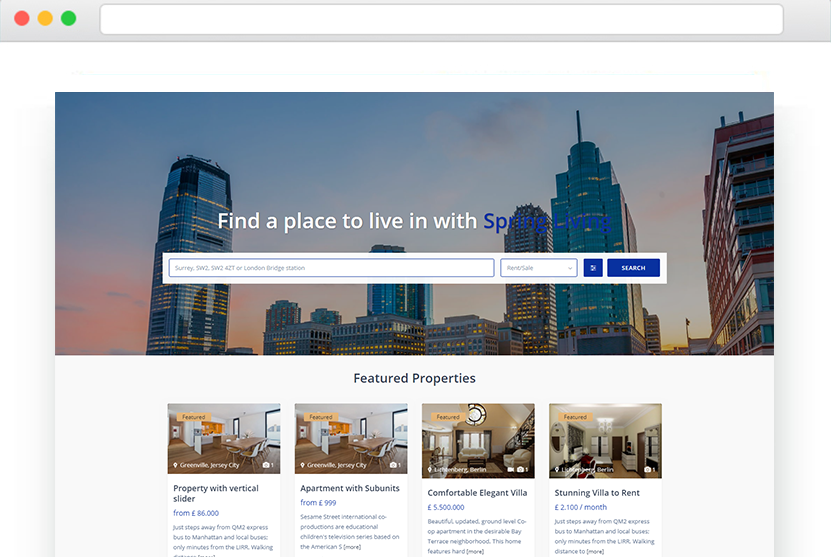 Find a place to live in with Spring Living
Surrey, SW2, SW2 4ZT or London Bridge station
Rent/Sale
SEARCH
Featured Properties
Featured
Greenville, Jersey City
1
Property with vertical
slider
from £ 86.000
Just steps away from QM2 express
bus to Manhattan and local buses;
only minutes from the LIRR. Walking
distance to [more]
Featured
Greenville, Jersey City
1
Apartment with Subunits
from £ 999
Sesame Street international co-
productions are educational
children's television series based on
the American S [more]
Featured
Lichtenberg, Berlin
1
Comfortable Elegant Villa
£ 5.500.000
Beautiful, updated, ground level Co-
op apartment in the desirable Bay
Terrace neighborhood. This home
features hard [more]
Featured
Lichtenberg, Berlin
1
Stunning Villa to Rent
£ 2.100 / month
Just steps away from QM2 express
bus to Manhattan and local buses;
only minutes from the LIRR. Walking
distance to [more]